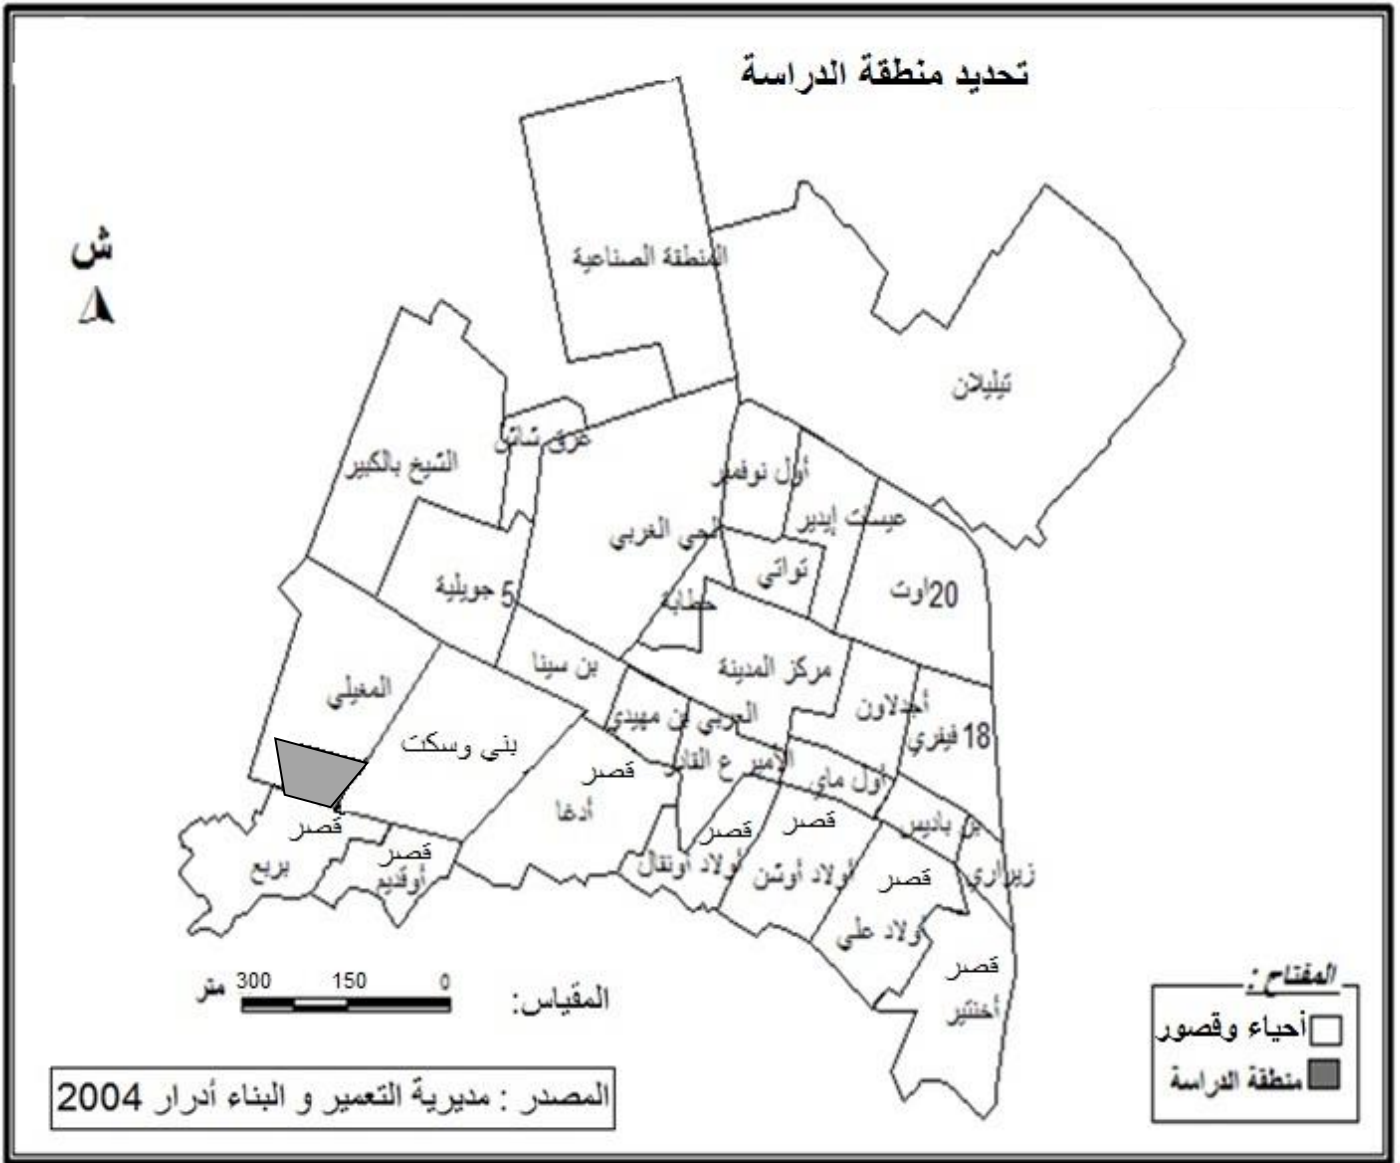 تحديد منطقة الدراسة
ش
المنطقة الصناعية
تيليلان
عرق شاش
الشيخ بالكبير
أول نوفمبر
عيسات إيدير
الحي الغربي
تواتي
20 اوت
5 جويلية
حطابة
بن سينا
مركز المدينة
المغيلي
العربي بن مهيدي
أجدلاون
18 فيفري
بني وسكت
الأمير ع القادر
أول ماي
قصر
أدغا
بن باديس
قصر
بربع
قصر
أوقديم
قصر
أولاد أونقال
قصر
أولاد أوشن
زيراري
قصر
أولاد علي
قصر
أخنتير
المقياس:
0 150 300 متر
المفتاح :
أحياء وقصور
منطقة الدراسة
المصدر : مديرية التعمير و البناء أدرار 2004